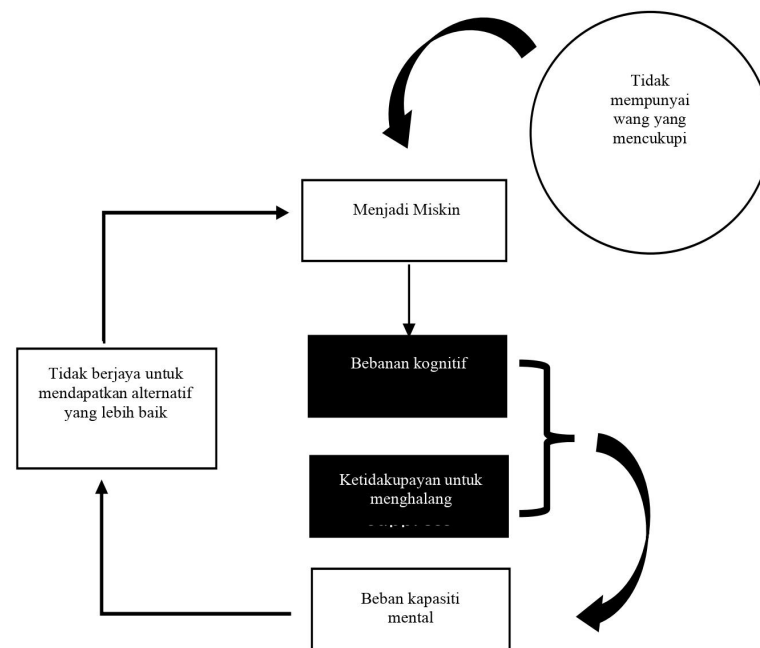 Tidak
mempunyai
wang yang
mencukupi
Menjadi Miskin
Bebanan kognitif
Tidak berjaya untuk
mendapatkan alternatif
yang lebih baik
Ketidakupayan untuk
menghalang
Beban kapasiti
mental